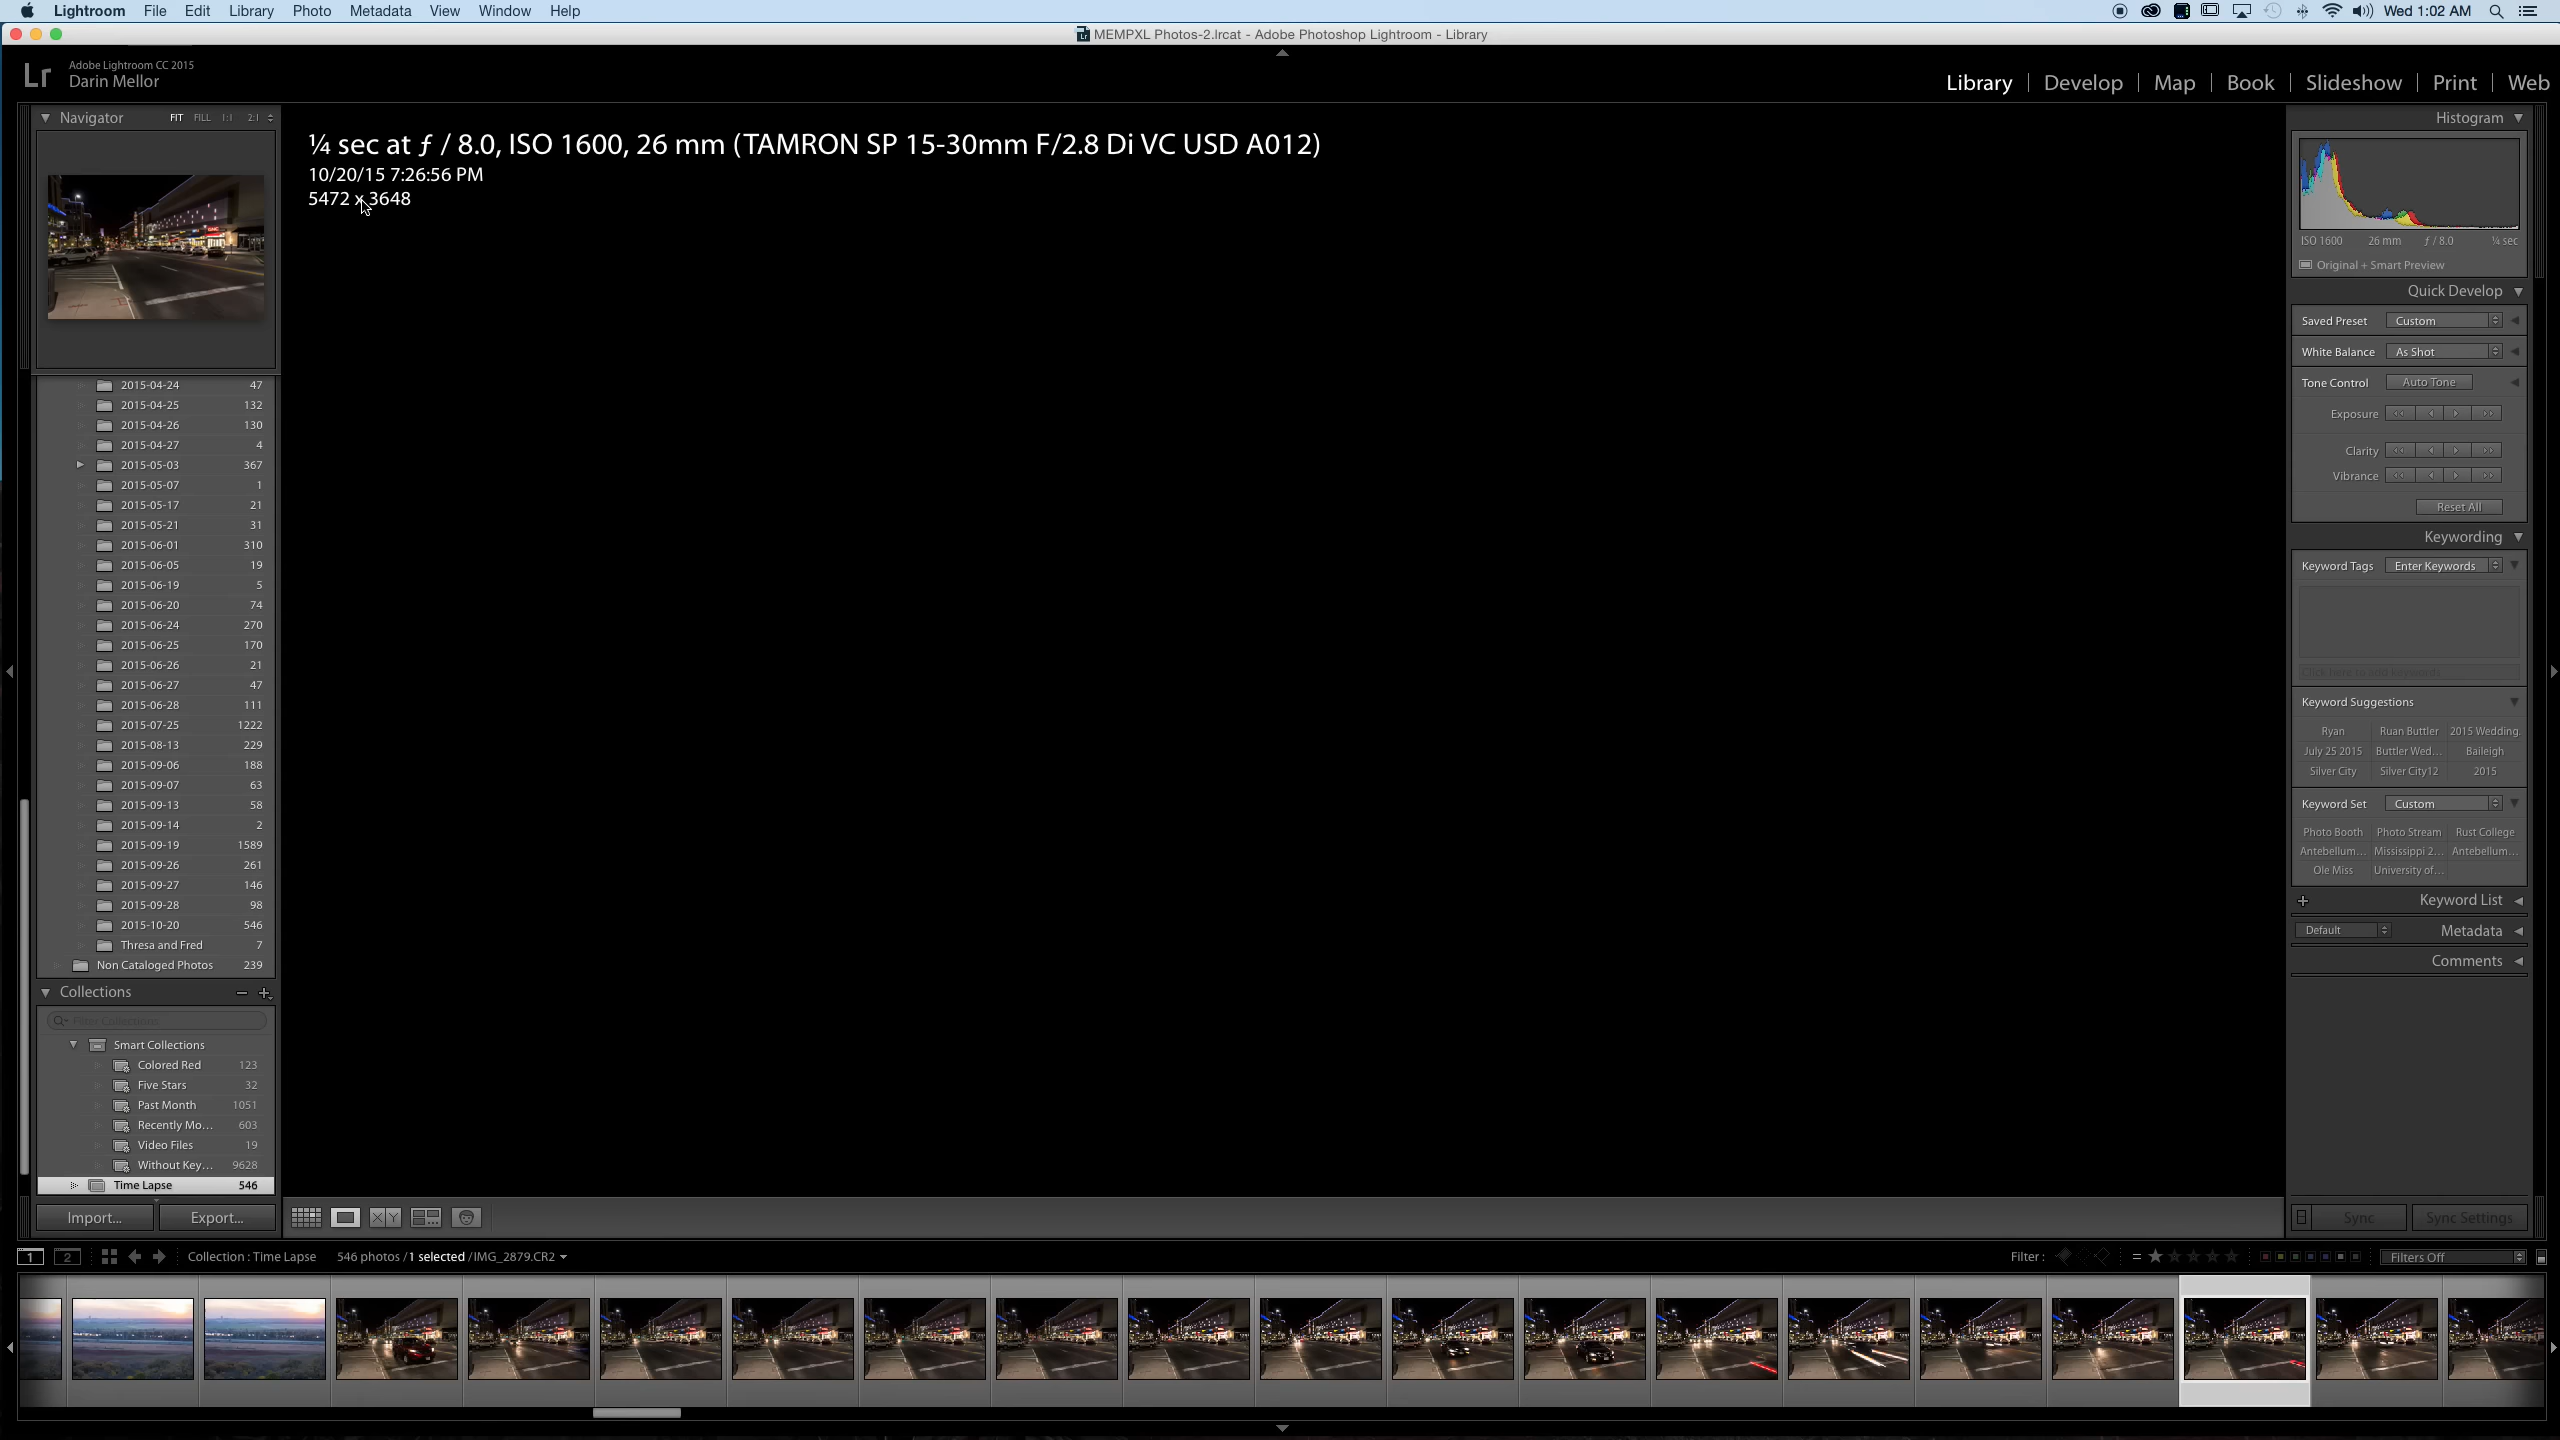 Lightroom File Edit Library Photo Metadata View Window Help Wed 1:02 AM
MEMPXL Photos-2.lrcat - Adobe Photoshop Lightroom - Library
Lr Adobe Lightroom CC 2015
Darin Mellor
Library | Develop | Map | Book | Slideshow | Print | Web
Navigator FIT FILL 1:1 2:1
¼ sec at ƒ / 8.0, ISO 1600, 26 mm (TAMRON SP 15-30mm F/2.8 Di VC USD A012)
10/20/15 7:26:56 PM
5472 x 3648
2015-04-24 47
2015-04-25 132
2015-04-26 130
2015-04-27 4
2015-05-03 367
2015-05-07 1
2015-05-17 21
2015-05-21 31
2015-06-01 310
2015-06-05 19
2015-06-19 5
2015-06-20 74
2015-06-24 270
2015-06-25 170
2015-06-26 21
2015-06-27 47
2015-06-28 111
2015-07-25 1222
2015-08-13 229
2015-09-06 188
2015-09-07 63
2015-09-13 58
2015-09-14 2
2015-09-19 1589
2015-09-26 261
2015-09-27 146
2015-09-28 98
2015-10-20 546
Thresa and Fred 7
Non Cataloged Photos 239
Collections
Filter Collections
Smart Collections
Colored Red 123
Five Stars 32
Past Month 1051
Recently Mo... 603
Video Files 19
Without Key... 9628
Time Lapse 546
Import... Export...
Histogram
ISO 1600 26 mm ƒ / 8.0 ¼ sec
Original + Smart Preview
Quick Develop
Saved Preset Custom
White Balance As Shot
Tone Control Auto Tone
Exposure
Clarity
Vibrance
Reset All
Keywording
Keyword Tags Enter Keywords
Click here to add keywords
Keyword Suggestions
Ryan Ruan Buttler 2015 Wedding
July 25 2015 Buttler Wed... Baileigh
Silver City Silver City12 2015
Keyword Set Custom
Photo Booth Photo Stream Rust College
Antebellum... Mississippi 2... Antebellum...
Ole Miss University of...
Keyword List
Default Metadata
Comments
Sync Sync Settings
1 2 Collection : Time Lapse 546 photos / 1 selected / IMG_2879.CR2 Filter : Filters Off